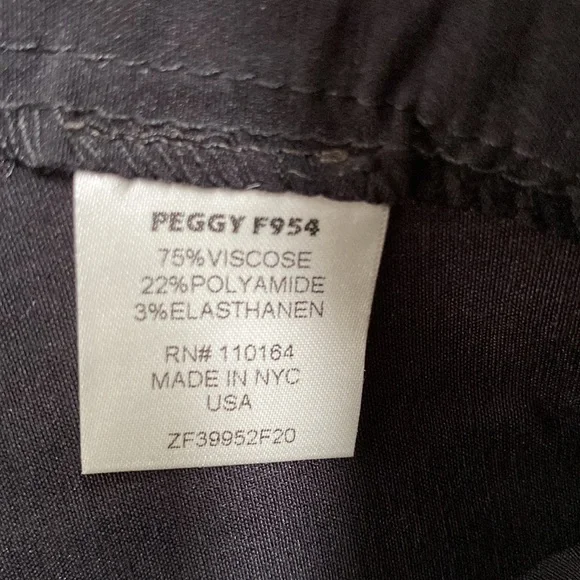 PEGGY F954
75%VISCOSE
22%POLYAMIDE
3%ELASTHANEN
RN# 110164
MADE IN NYC
USA
ZF39952F20